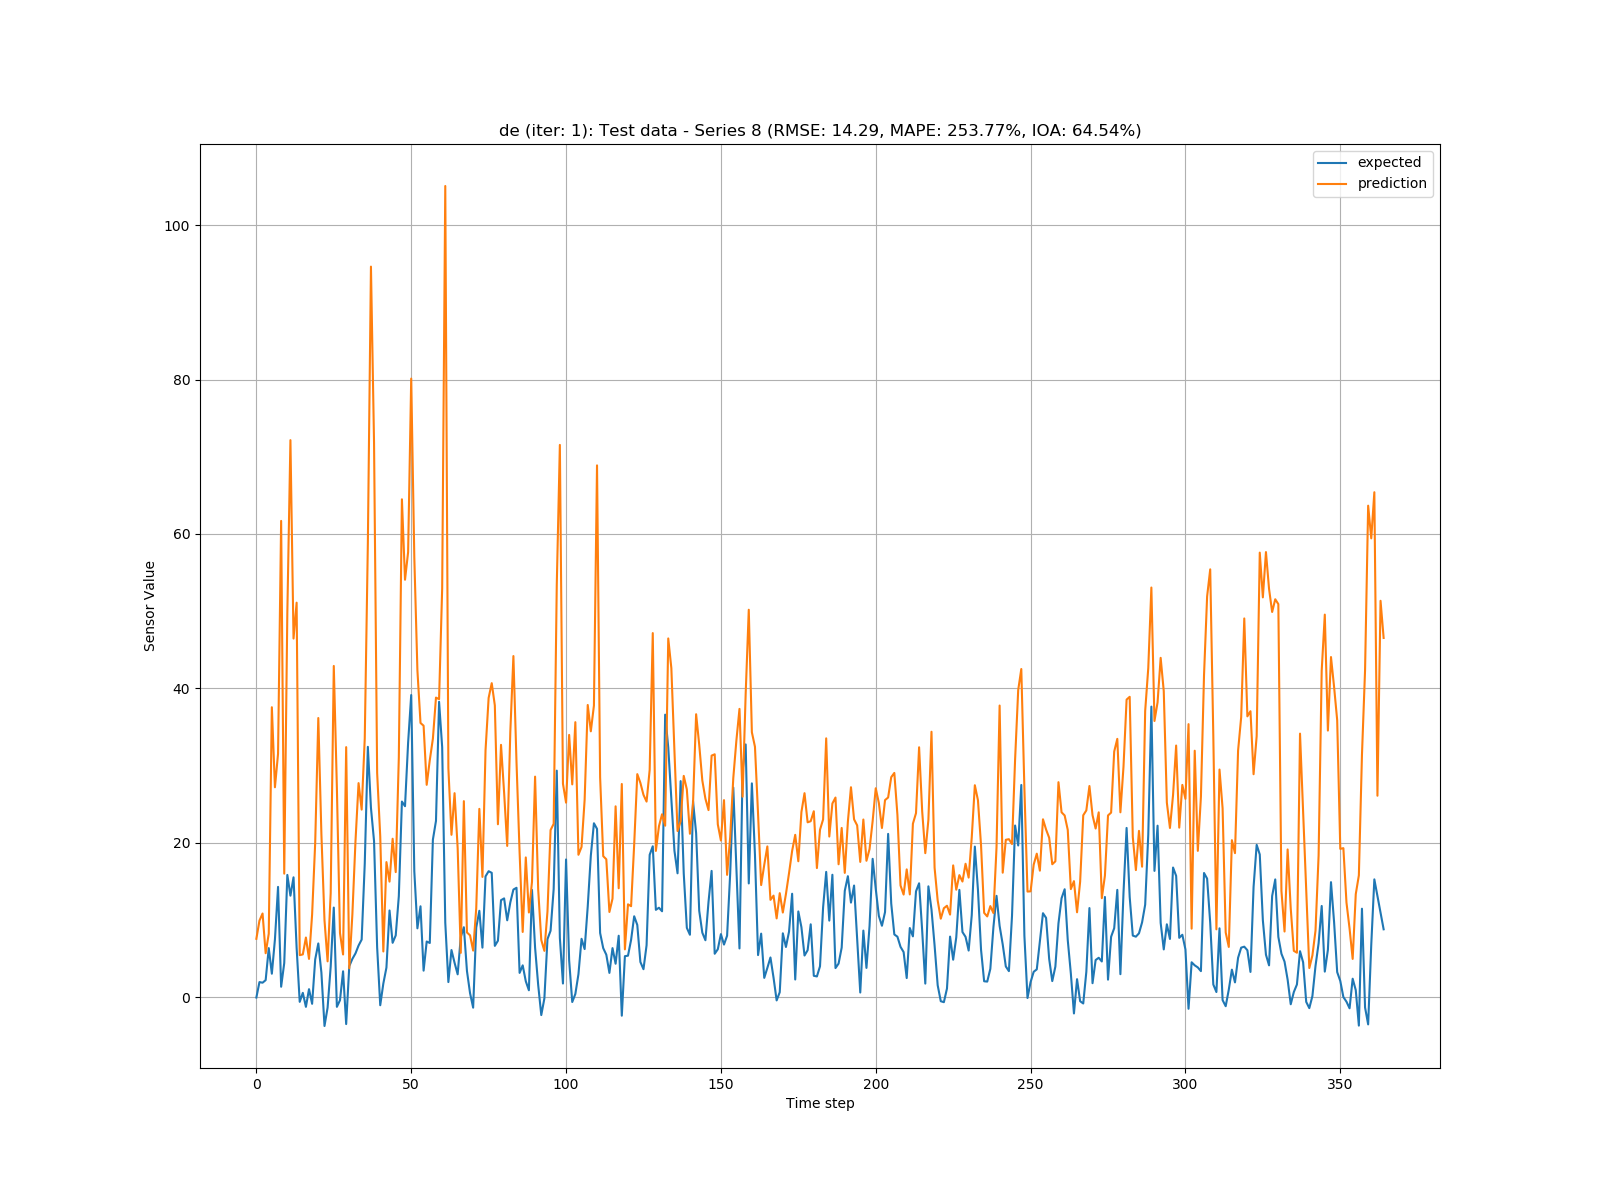 de (iter: 1): Test data - Series 8 (RMSE: 14.29, MAPE: 253.77%, IOA: 64.54%)
expected
prediction
100
80
60
40
20
0
Sensor Value
0 50 100 150 200 250 300 350
Time step